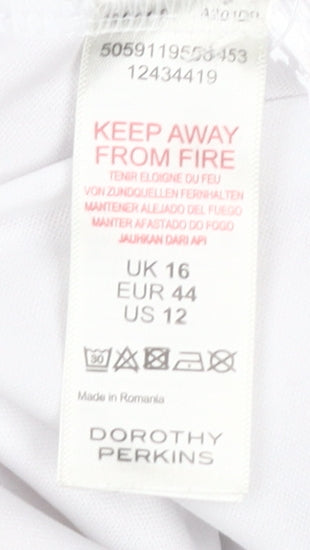 12434419
KEEP AWAY
FROM FIRE
TENIR ELOIGNE DU FEU
VON ZUNDQUELLEN FERNHALTEN
MANTENER ALEJADO DEL FUEGO
MANTER AFASTADO DO FOGO
JAUHKAN DARI API
UK 16
EUR 44
US 12
30
Made in Romania
DOROTHY
PERKINS